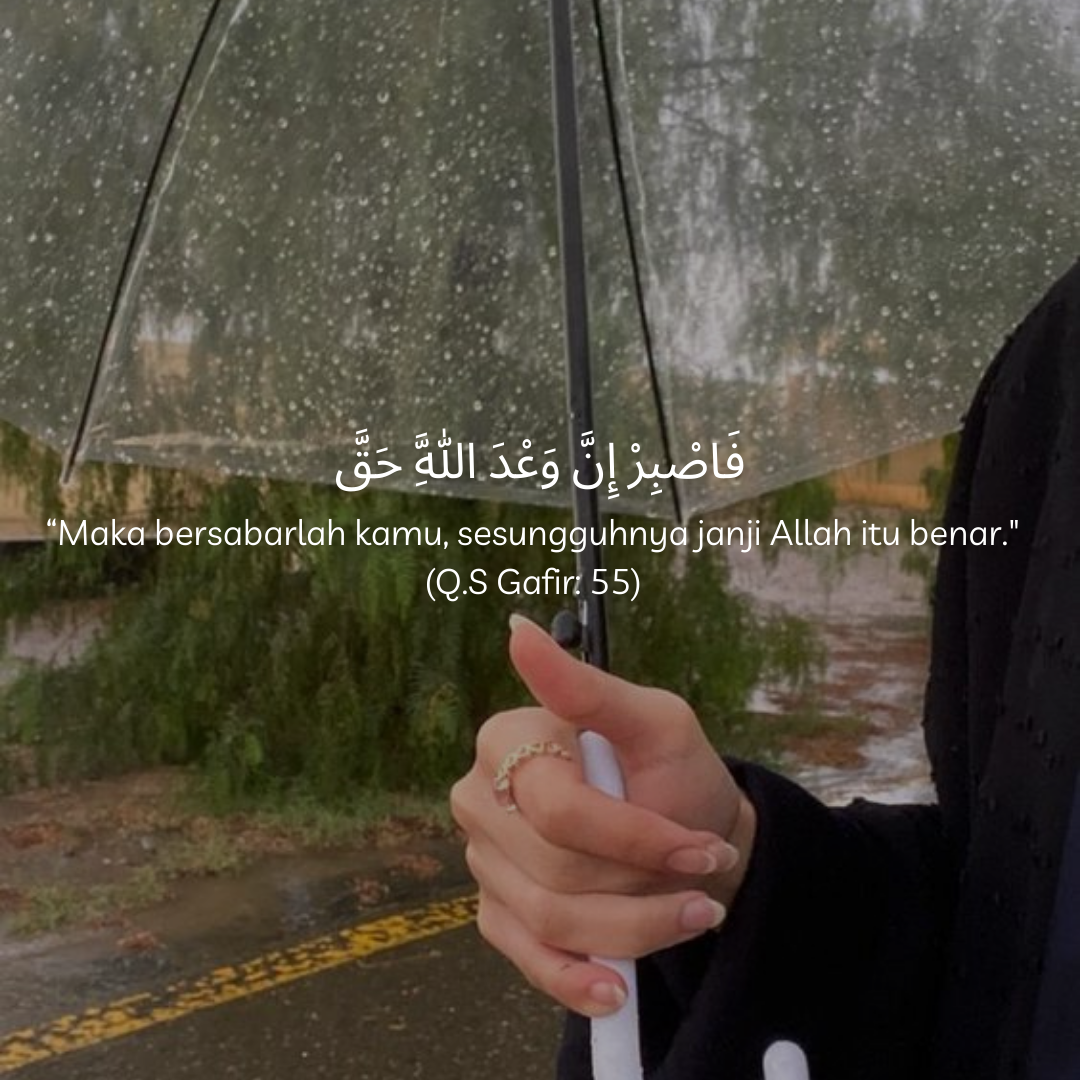 فَاصْبِرْ إِنَّ وَعْدَ اللَّهَِّ حَقَّ
“Maka bersabarlah kamu, sesungguhnya janji Allah itu benar."
(Q.S Gafir: 55)